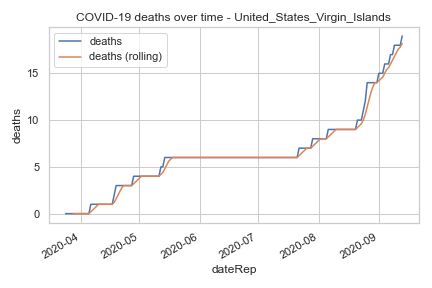 COVID-19 deaths over time - United_States_Virgin_Islands
deaths
deaths (rolling)
deaths
15
10
5
0
2020-04
2020-05
2020-06
2020-07
2020-08
2020-09
dateRep